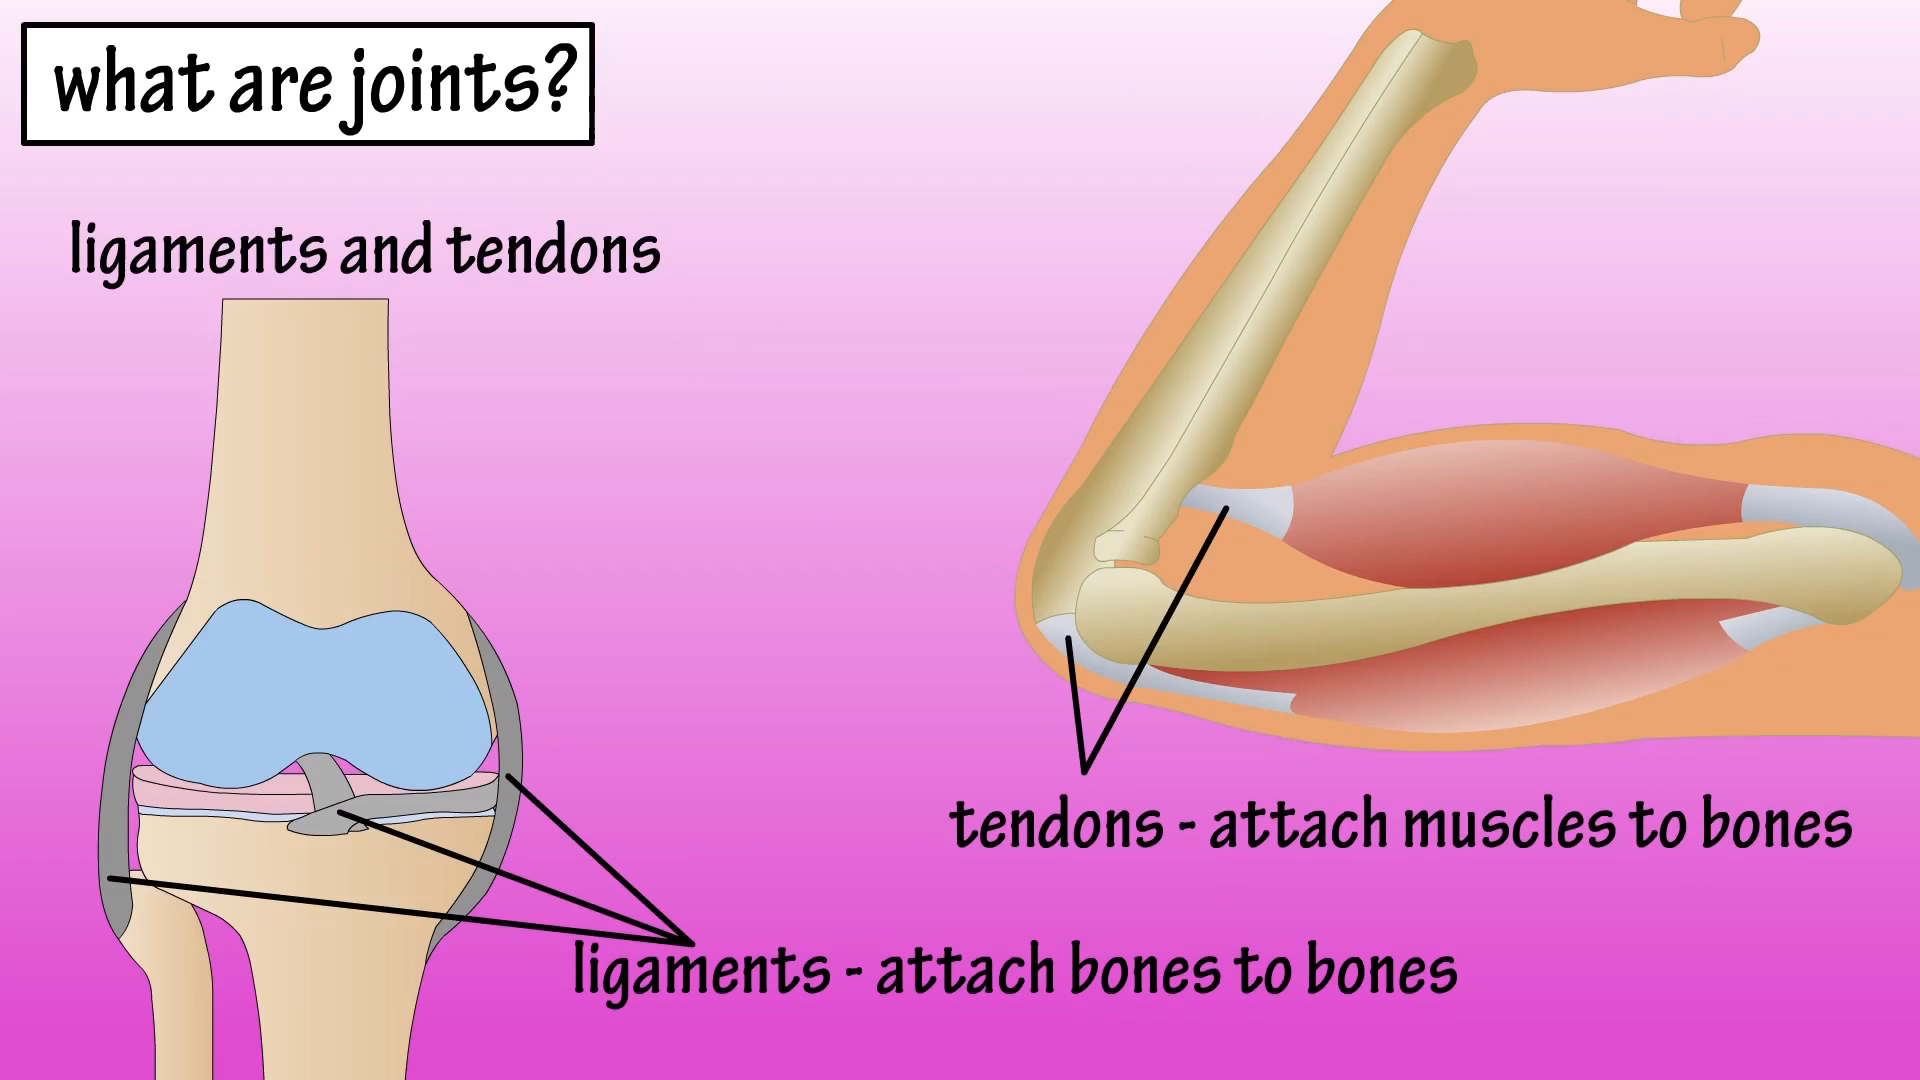 what are joints?
ligaments and tendons
tendons - attach muscles to bones
ligaments - attach bones to bones